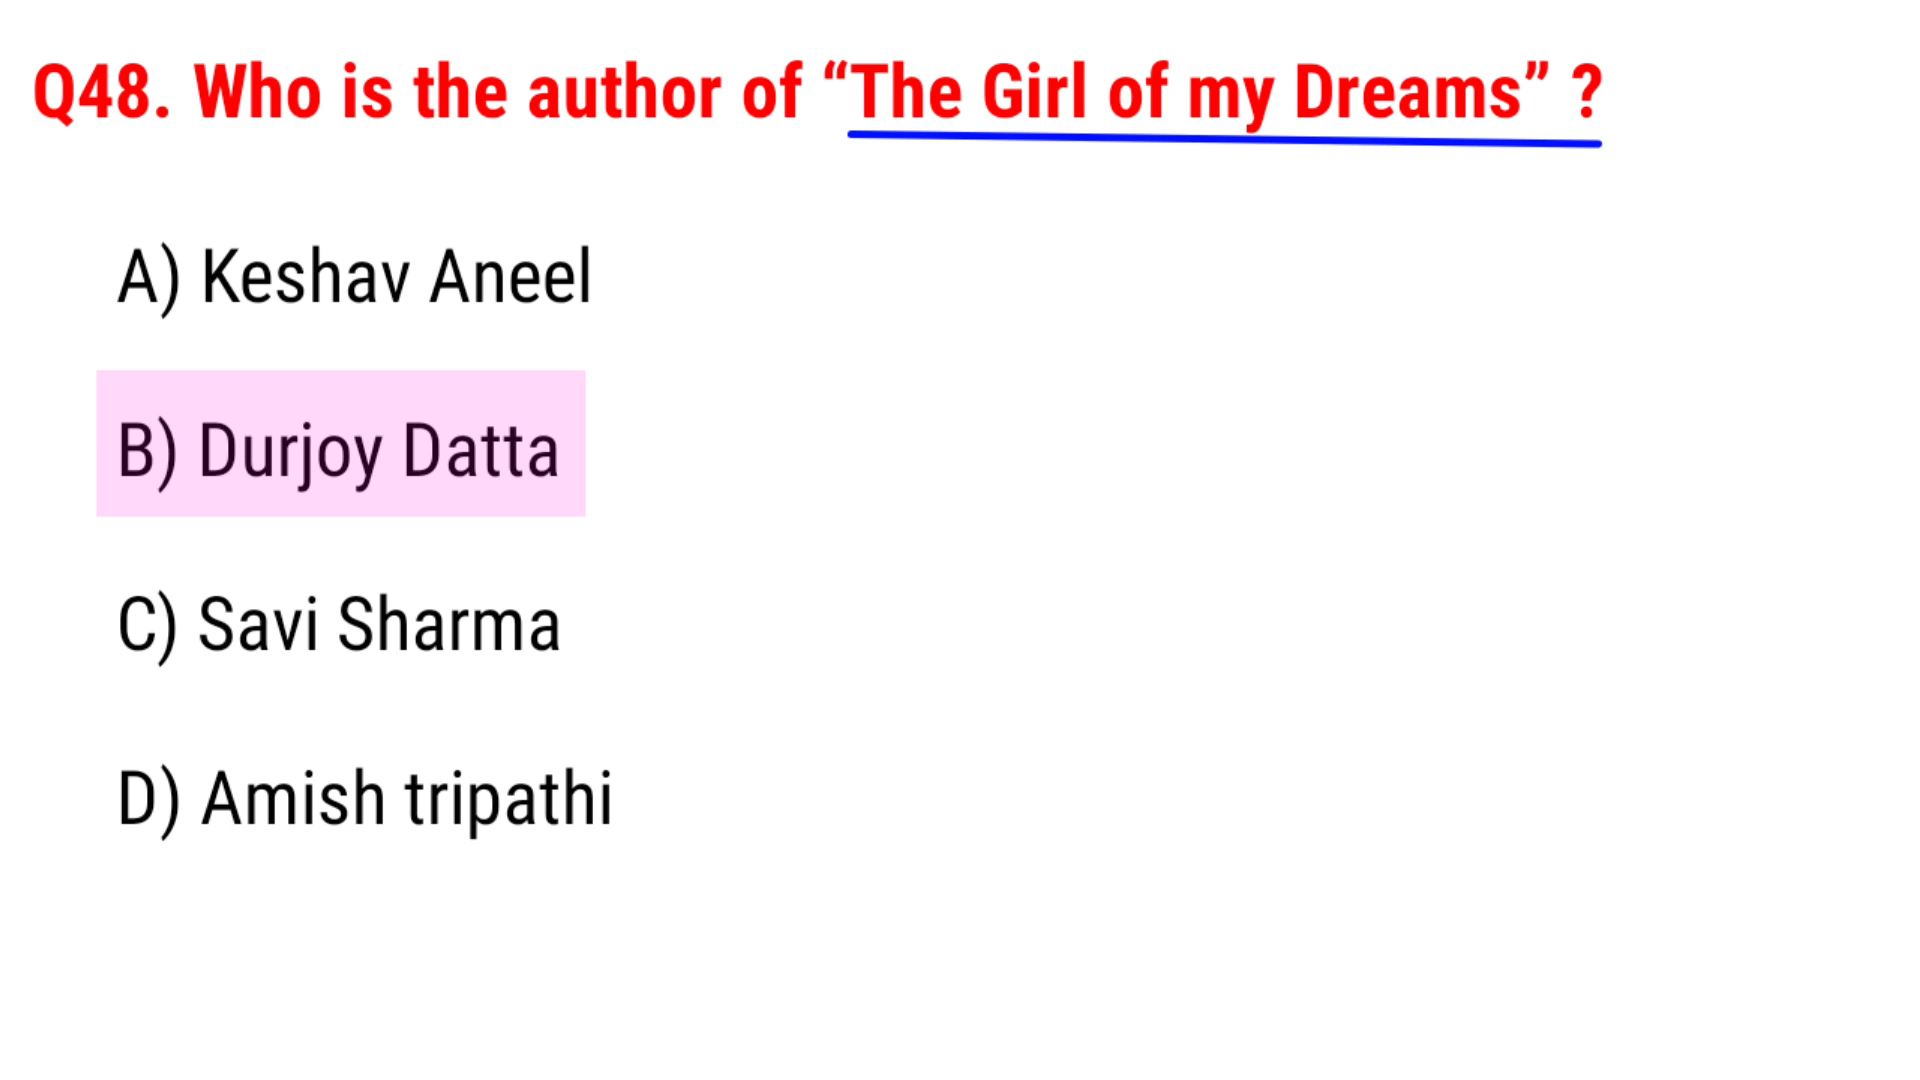 Q48. Who is the author of “The Girl of my Dreams” ?
A) Keshav Aneel
B) Durjoy Datta
C) Savi Sharma
D) Amish tripathi